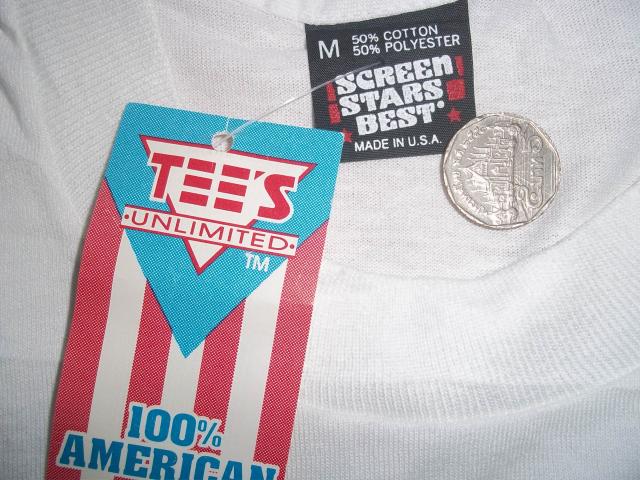 M
50% COTTON
50% POLYESTER
SCREEN
STARS
BEST
MADE IN U.S.A.
TEE'S
UNLIMITED
TM
100%
AMERICAN